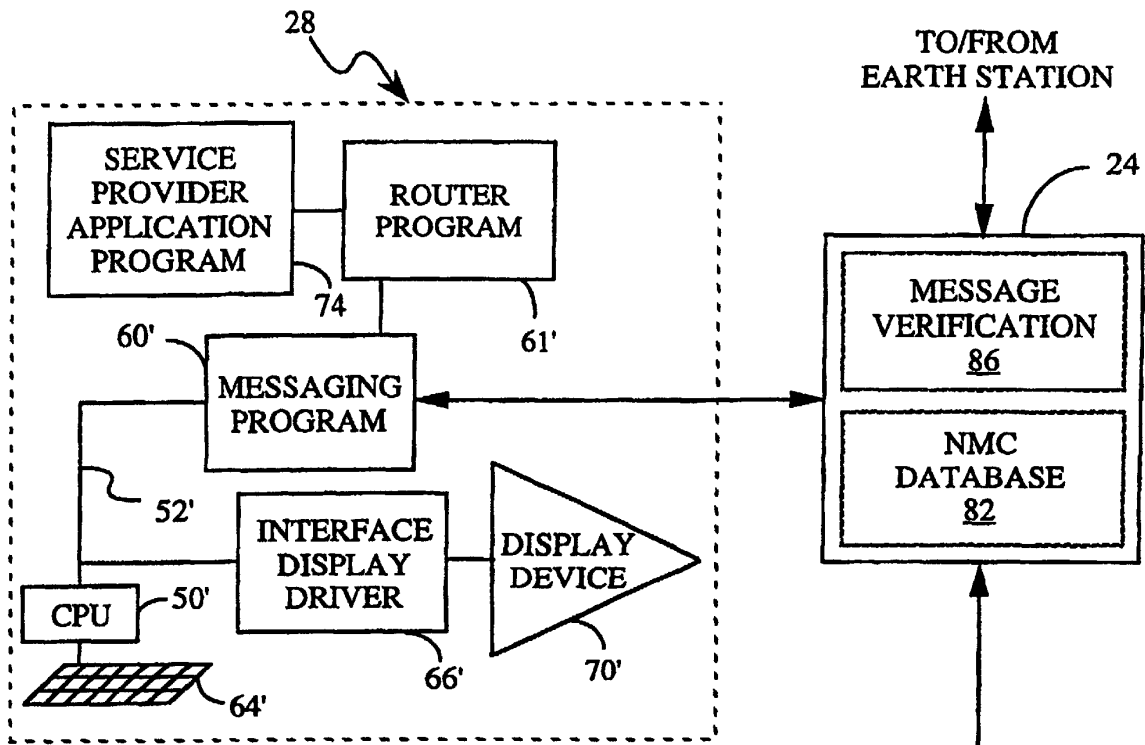 28
TO/FROM
EARTH STATION
24
SERVICE
PROVIDER
APPLICATION
PROGRAM
74
ROUTER
PROGRAM
61'
60'
MESSAGING
PROGRAM
MESSAGE
VERIFICATION
86
NMC
DATABASE
82
52'
INTERFACE
DISPLAY
DRIVER
66'
DISPLAY
DEVICE
70'
CPU
50'
64'